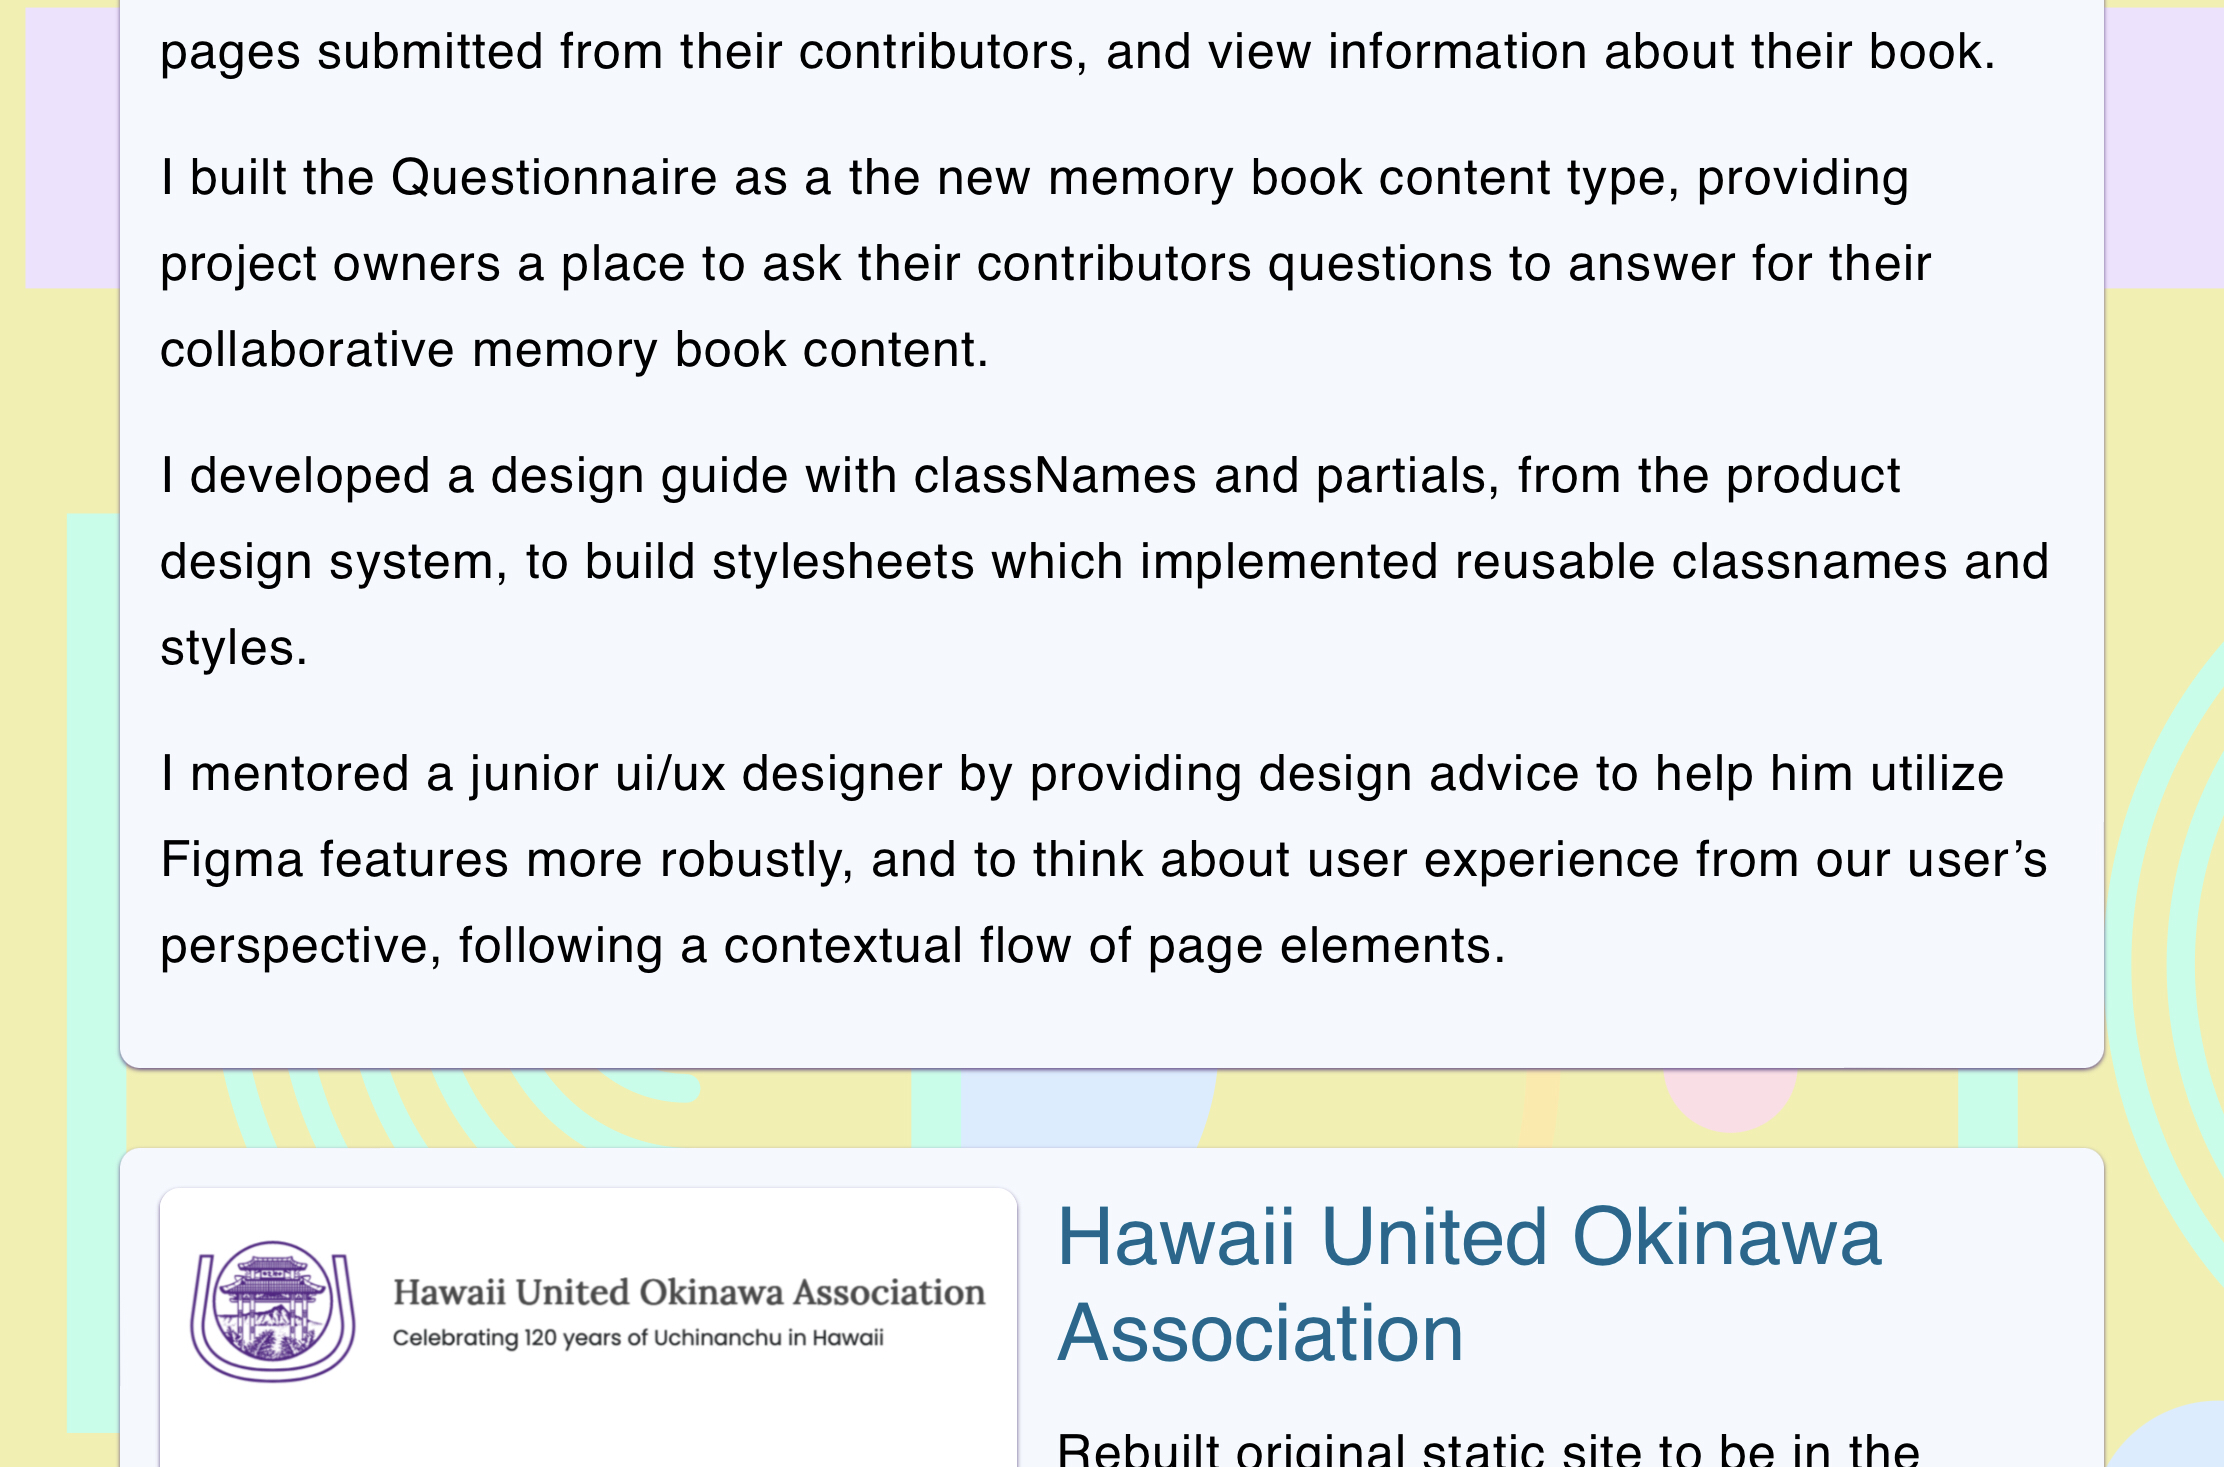 pages submitted from their contributors, and view information about their book.
I built the Questionnaire as a the new memory book content type, providing
project owners a place to ask their contributors questions to answer for their
collaborative memory book content.
I developed a design guide with classNames and partials, from the product
design system, to build stylesheets which implemented reusable classnames and
styles.
I mentored a junior ui/ux designer by providing design advice to help him utilize
Figma features more robustly, and to think about user experience from our user’s
perspective, following a contextual flow of page elements.
Hawaii United Okinawa Association
Celebrating 120 years of Uchinanchu in Hawaii
Hawaii United Okinawa
Association
Rebuilt original static site to be in the